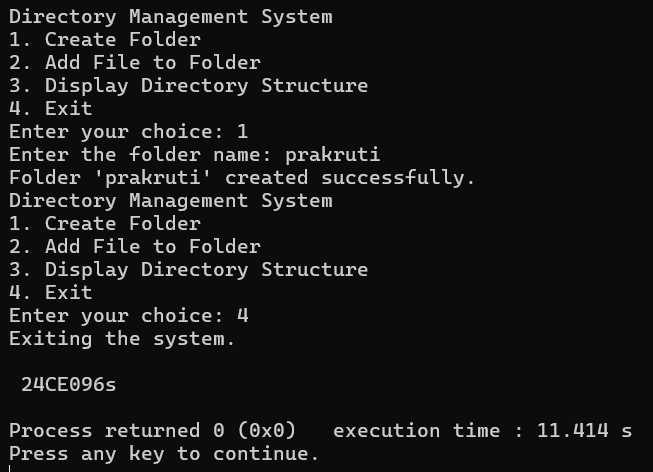 Directory Management System
1. Create Folder
2. Add File to Folder
3. Display Directory Structure
4. Exit
Enter your choice: 1
Enter the folder name: prakruti
Folder 'prakruti' created successfully.
Directory Management System
1. Create Folder
2. Add File to Folder
3. Display Directory Structure
4. Exit
Enter your choice: 4
Exiting the system.
24CE096s
Process returned 0 (0x0)   execution time : 11.414 s
Press any key to continue.